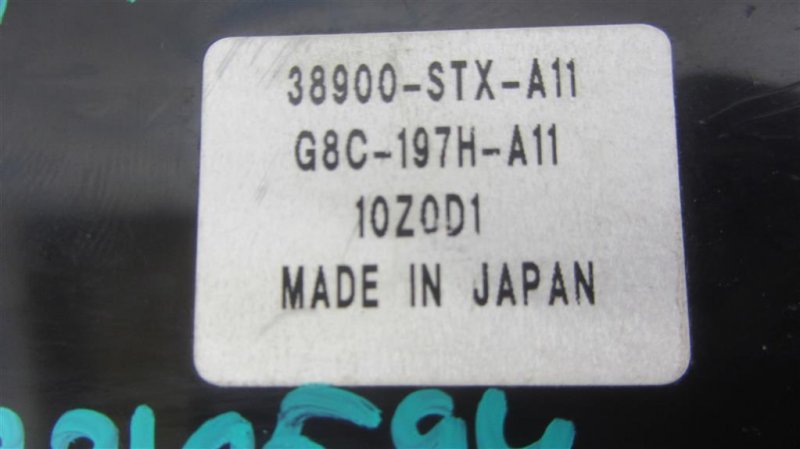 38900-STX-A11
G8C-197H-A11
10Z0D1
MADE IN JAPAN